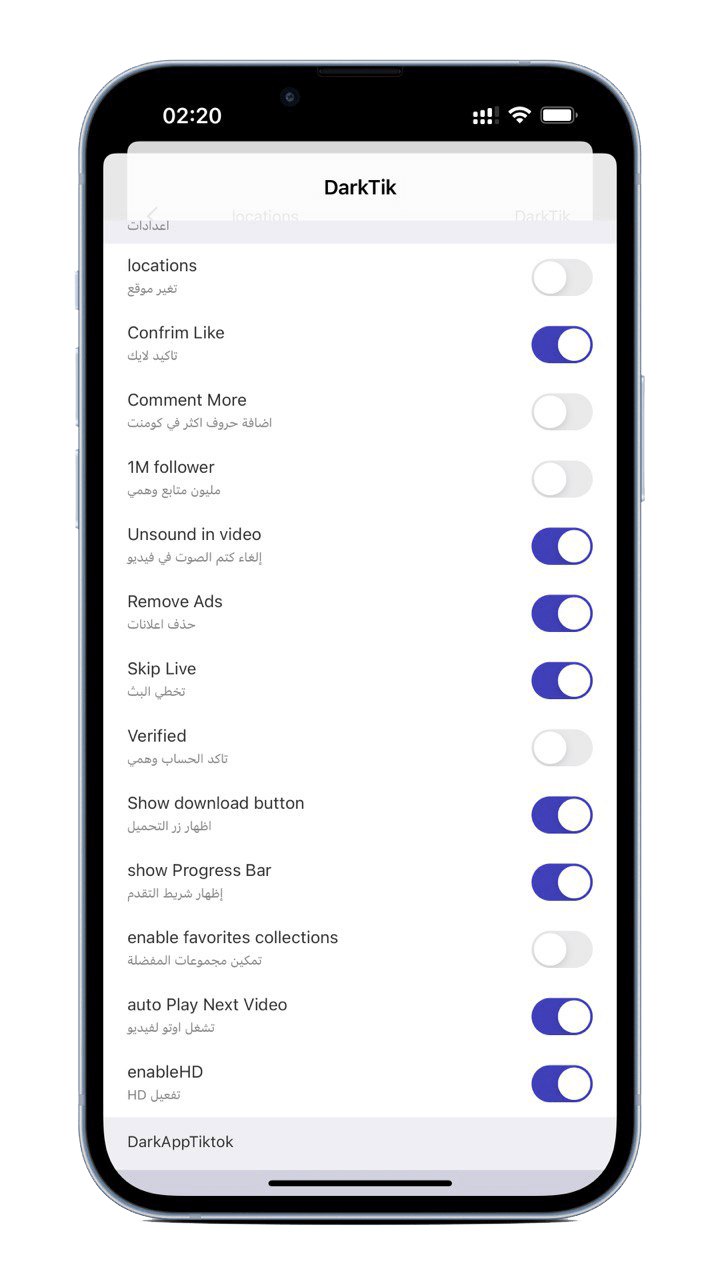 02:20
DarkTik
locations DarkTik
اعدادات
locations
تغير موقع
Confrim Like
تاكيد لايك
Comment More
اضافة حروف اكثر في كومنت
1M follower
مليون متابع وهمي
Unsound in video
إلغاء كتم الصوت في فيديو
Remove Ads
حذف اعلانات
Skip Live
تخطي البث
Verified
تاكد الحساب وهمي
Show download button
اظهار زر التحميل
show Progress Bar
إظهار شريط التقدم
enable favorites collections
تمكين مجموعات المفضلة
auto Play Next Video
تشغل اوتو لفيديو
enableHD
تفعيل HD
DarkAppTiktok